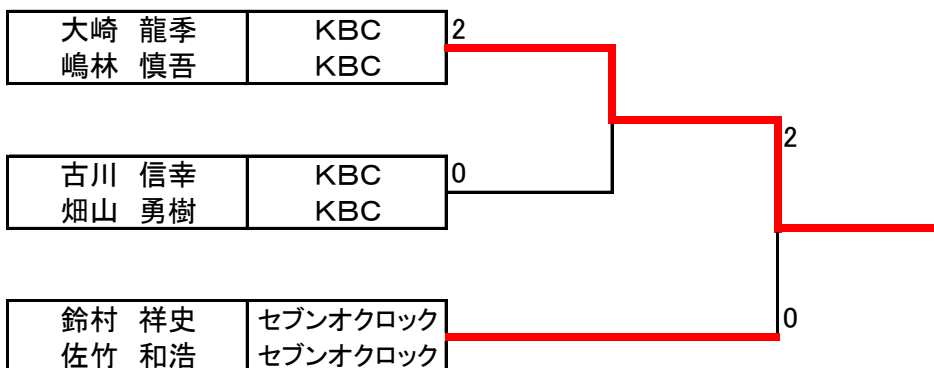 大崎　龍季 KBC 2
嶋林　慎吾 KBC
2
古川　信幸 KBC 0
畑山　勇樹 KBC
鈴村　祥史 セブンオクロック 0
佐竹　和浩 セブンオクロック